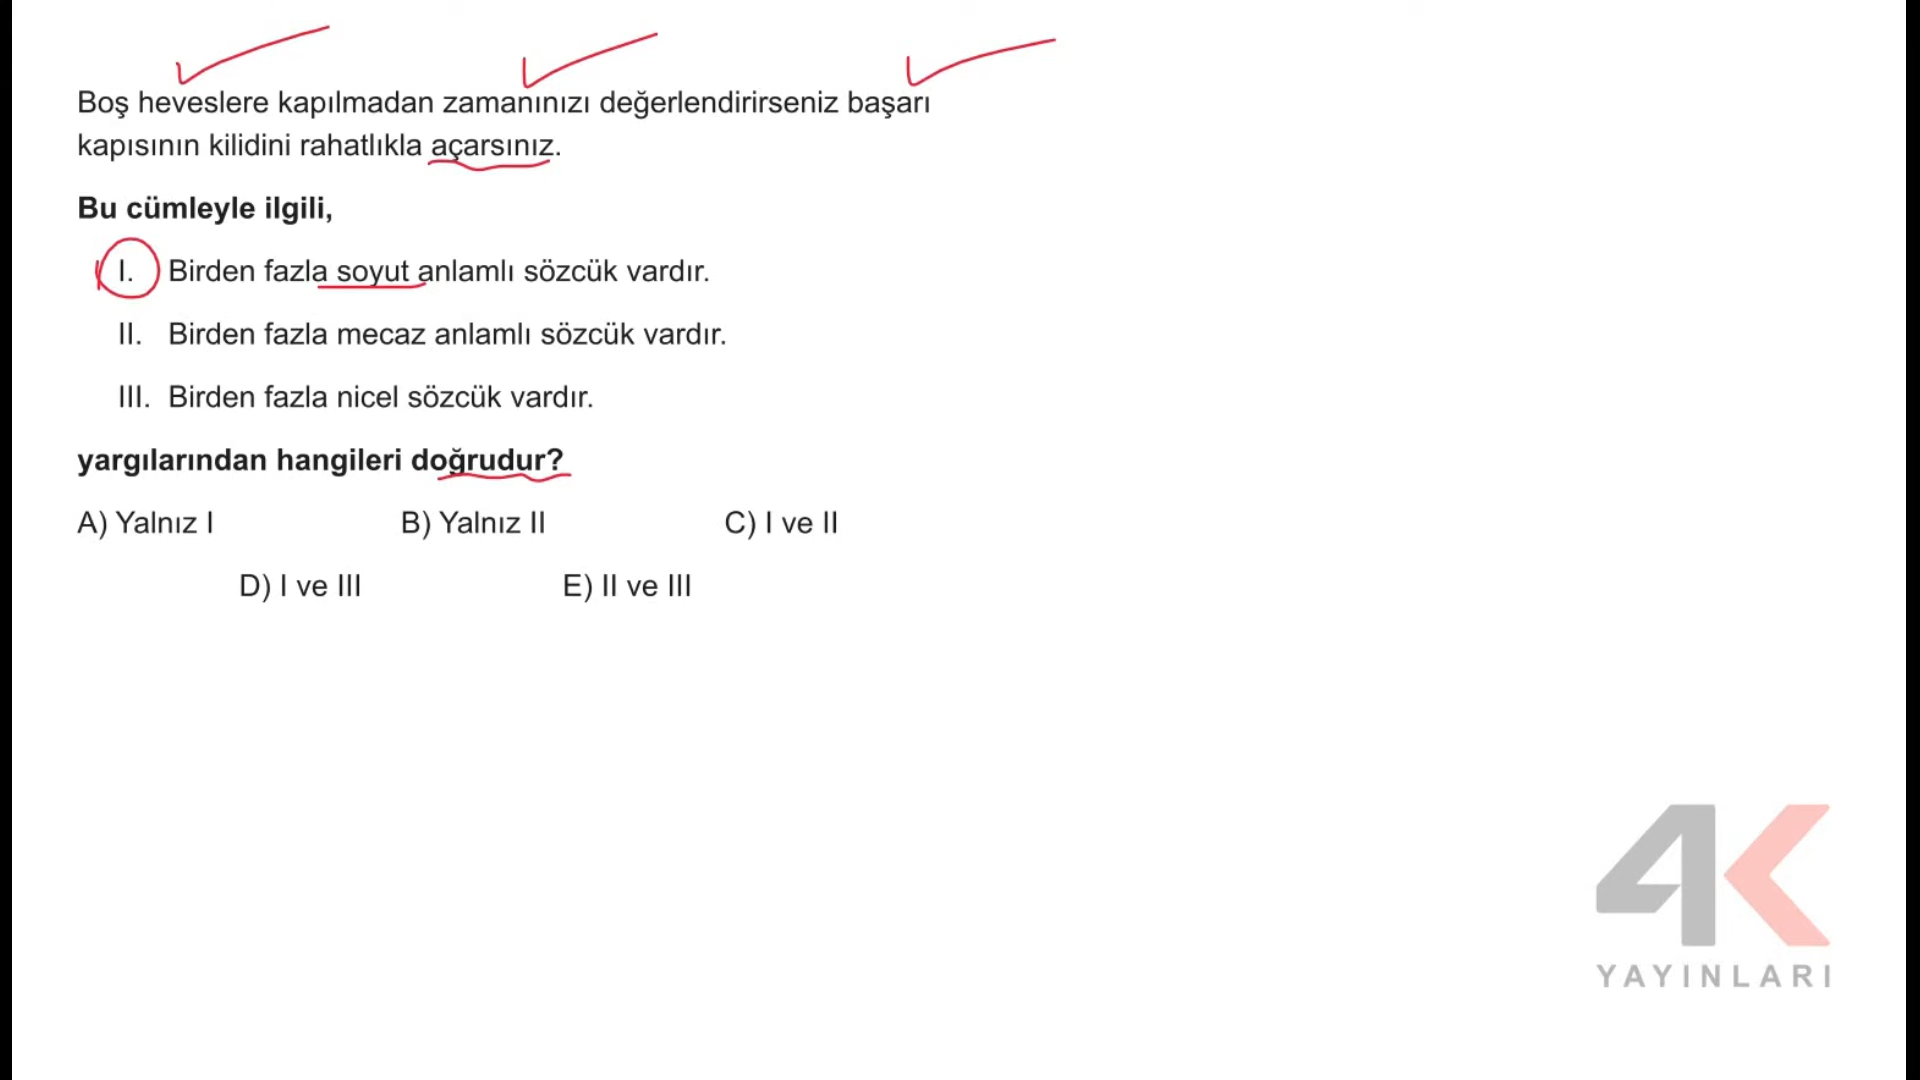 Boş heveslere kapılmadan zamanınızı değerlendirirseniz başarı
kapısının kilidini rahatlıkla açarsınız.
Bu cümleyle ilgili,
I. Birden fazla soyut anlamlı sözcük vardır.
II. Birden fazla mecaz anlamlı sözcük vardır.
III. Birden fazla nicel sözcük vardır.
yargılarından hangileri doğrudur?
A) Yalnız I B) Yalnız II C) I ve II
D) I ve III E) II ve III
4K
YAYINLARI